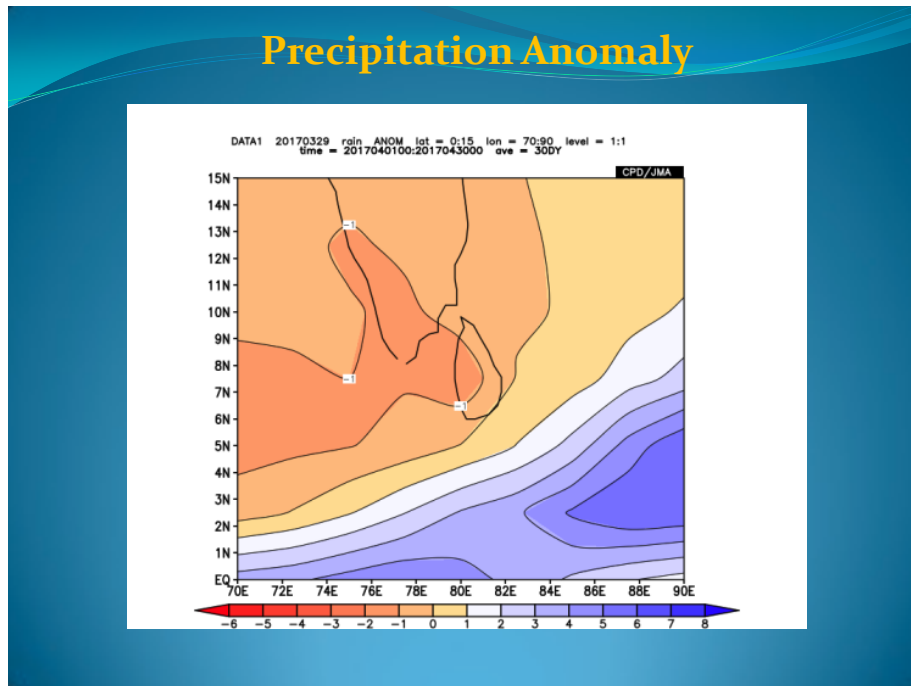 Precipitation Anomaly
DATA1 20170329 rain ANOM lat = 0:15 lon = 70:90 level = 1:1
time = 2017040100:2017043000 ave = 30DY
CPD/JMA
15N
14N
13N
-1
12N
11N
10N
9N
8N
-1
7N
-1
6N
5N
4N
3N
2N
1N
EQ
70E 72E 74E 76E 78E 80E 82E 84E 86E 88E 90E
-6 -5 -4 -3 -2 -1 0 1 2 3 4 5 6 7 8